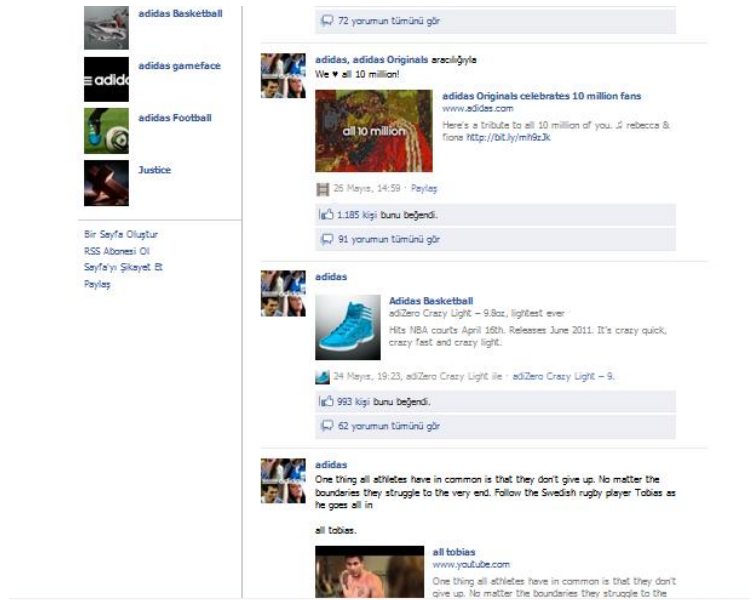 adidas Basketball
adidas gameface
adidas
adidas Football
Justice
Bir Sayfa Oluştur
RSS Abonesi Ol
Sayfa'yı Şikayet Et
Paylaş
72 yorumun tümünü gör
adidas, adidas Originals aracılığıyla
We ♥ all 10 million!
all 10 million
adidas Originals celebrates 10 million fans
www.adidas.com
Here's a tribute to all 10 million of you. ♫ rebecca &
fiona http://bit.ly/mh9zJk
26 Mayıs, 14:59 · Paylaş
1.185 kişi bunu beğendi.
91 yorumun tümünü gör
adidas
Adidas Basketball
adiZero Crazy Light – 9.8oz, lightest ever
Hits NBA courts April 16th. Releases June 2011. It's crazy quick,
crazy fast and crazy light.
24 Mayıs, 19:23, adiZero Crazy Light ile · adiZero Crazy Light – 9.
993 kişi bunu beğendi.
62 yorumun tümünü gör
adidas
One thing all athletes have in common is that they don't give up. No matter the
boundaries they struggle to the very end. Follow the Swedish rugby player Tobias as
he goes all in
all tobias.
all tobias
www.youtube.com
One thing all athletes have in common is that they don't
give up. No matter the boundaries they struggle to the